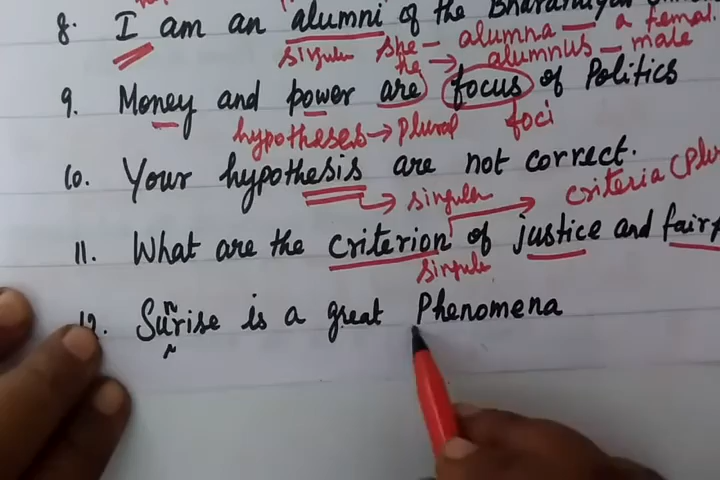 8. I am an alumni of the
singular she - alumna - a femal
he → alumnus - male
9. Money and power are focus of Politics
hypotheses → plural foci
10. Your hypothesis are not correct.
singular criteria (plu
11. What are the criterion of justice and fairp
singular
12. Surise is a great Phenomena
n